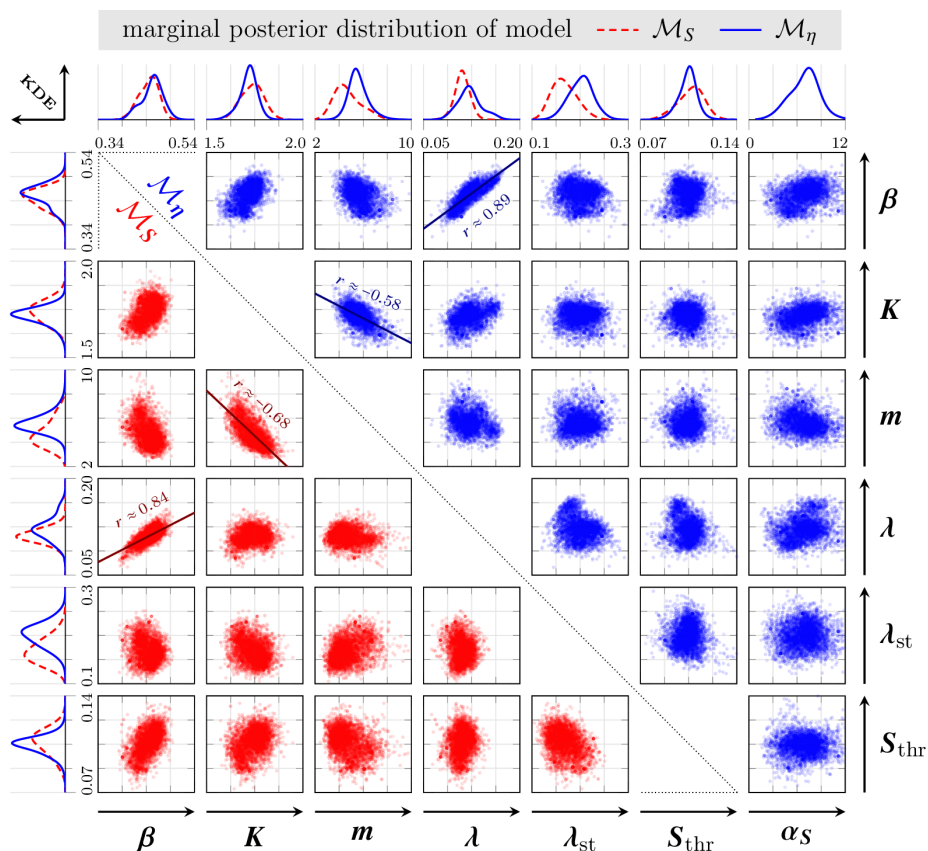 marginal posterior distribution of model 𝓜_S 𝓜_η
KDE
0.34 0.54 1.5 2.0 2 10 0.05 0.20 0.1 0.3 0.07 0.14 0 12
0.54
0.34
𝓜_η
𝓜_S
r ≈ 0.89
β
2.0
1.5
r ≈ −0.58
K
10
2
r ≈ −0.68
m
0.20
0.05
r ≈ 0.84
λ
0.3
0.1
λ_st
0.14
0.07
S_thr
β K m λ λ_st S_thr α_S